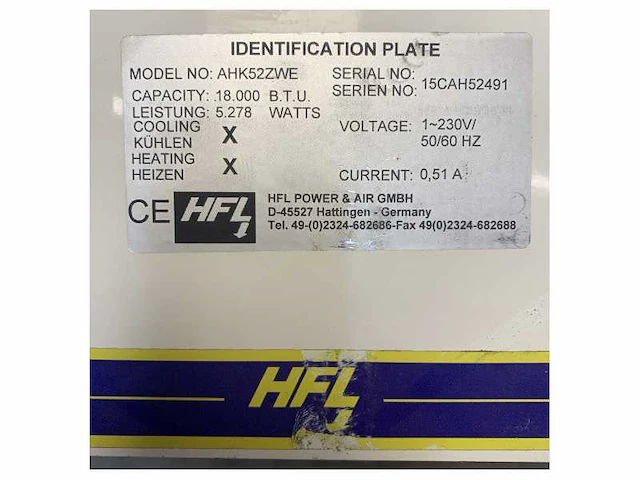 IDENTIFICATION PLATE
MODEL NO: AHK52ZWE
CAPACITY: 18.000 B.T.U.
LEISTUNG: 5.278 WATTS
COOLING
KÜHLEN X
HEATING
HEIZEN X
SERIAL NO:
SERIEN NO: 15CAH52491
VOLTAGE: 1~230V/
50/60 HZ
CURRENT: 0,51 A
CE HFL
HFL POWER & AIR GMBH
D-45527 Hattingen - Germany
Tel. 49-(0)2324-682686-Fax 49(0)2324-682688
HFL